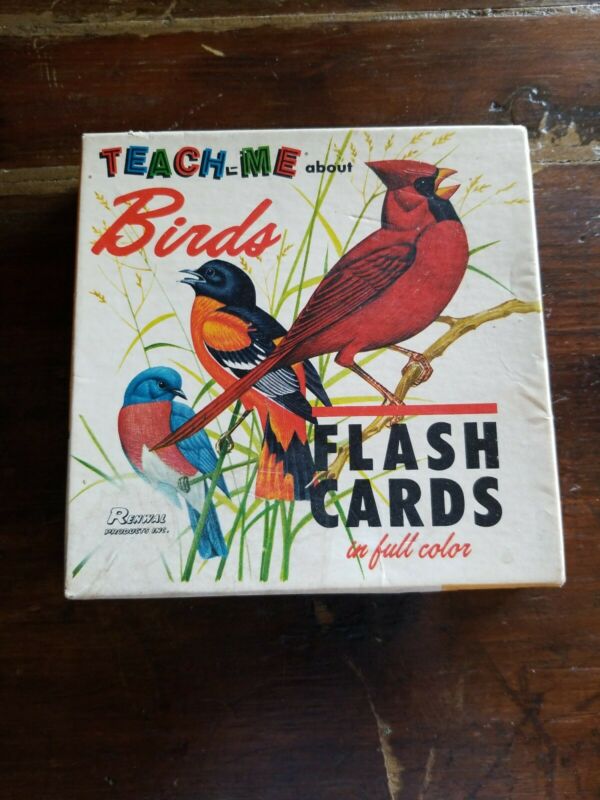 TEACH-ME about
Birds
FLASH
CARDS
in full color
RENWAL
PRODUCTS INC.